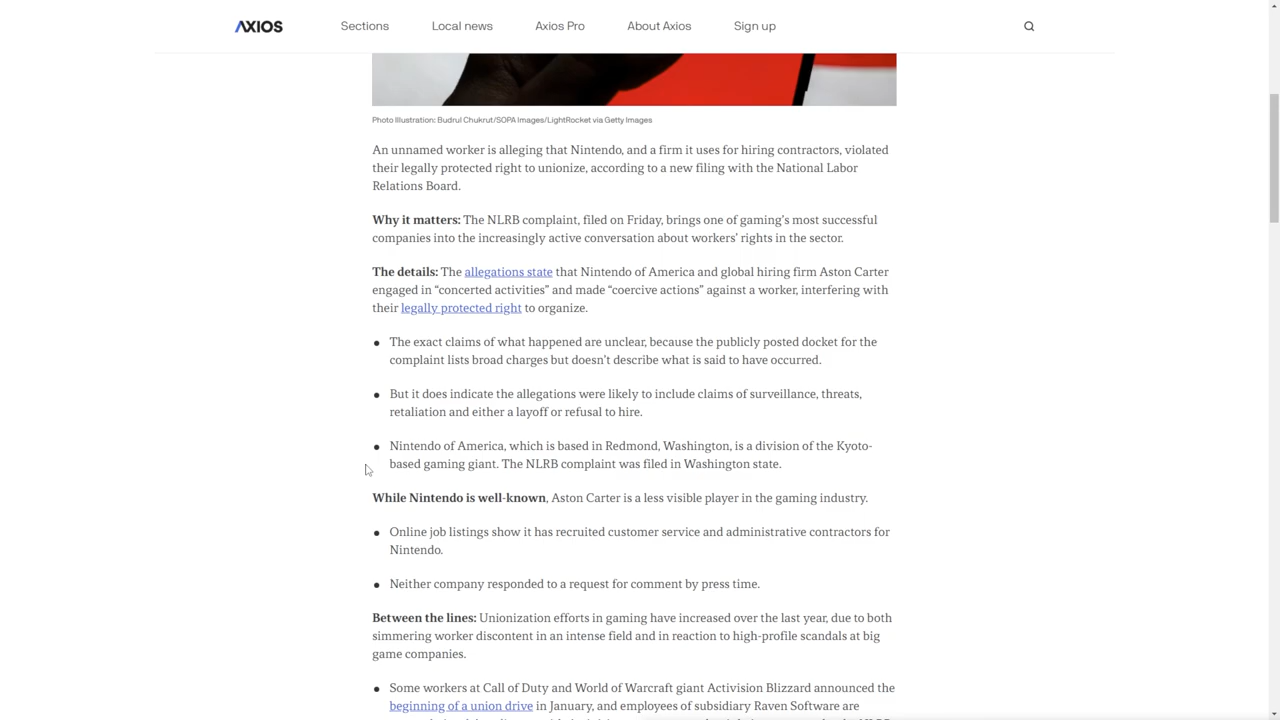 AXIOS
Sections
Local news
Axios Pro
About Axios
Sign up
Photo Illustration: Budrul Chukrut/SOPA Images/LightRocket via Getty Images
An unnamed worker is alleging that Nintendo, and a firm it uses for hiring contractors, violated
their legally protected right to unionize, according to a new filing with the National Labor
Relations Board.
Why it matters: The NLRB complaint, filed on Friday, brings one of gaming's most successful
companies into the increasingly active conversation about workers' rights in the sector.
The details: The allegations state that Nintendo of America and global hiring firm Aston Carter
engaged in “concerted activities” and made “coercive actions” against a worker, interfering with
their legally protected right to organize.
The exact claims of what happened are unclear, because the publicly posted docket for the
complaint lists broad charges but doesn't describe what is said to have occurred.
But it does indicate the allegations were likely to include claims of surveillance, threats,
retaliation and either a layoff or refusal to hire.
Nintendo of America, which is based in Redmond, Washington, is a division of the Kyoto-
based gaming giant. The NLRB complaint was filed in Washington state.
While Nintendo is well-known, Aston Carter is a less visible player in the gaming industry.
Online job listings show it has recruited customer service and administrative contractors for
Nintendo.
Neither company responded to a request for comment by press time.
Between the lines: Unionization efforts in gaming have increased over the last year, due to both
simmering worker discontent in an intense field and in reaction to high-profile scandals at big
game companies.
Some workers at Call of Duty and World of Warcraft giant Activision Blizzard announced the
beginning of a union drive in January, and employees of subsidiary Raven Software are